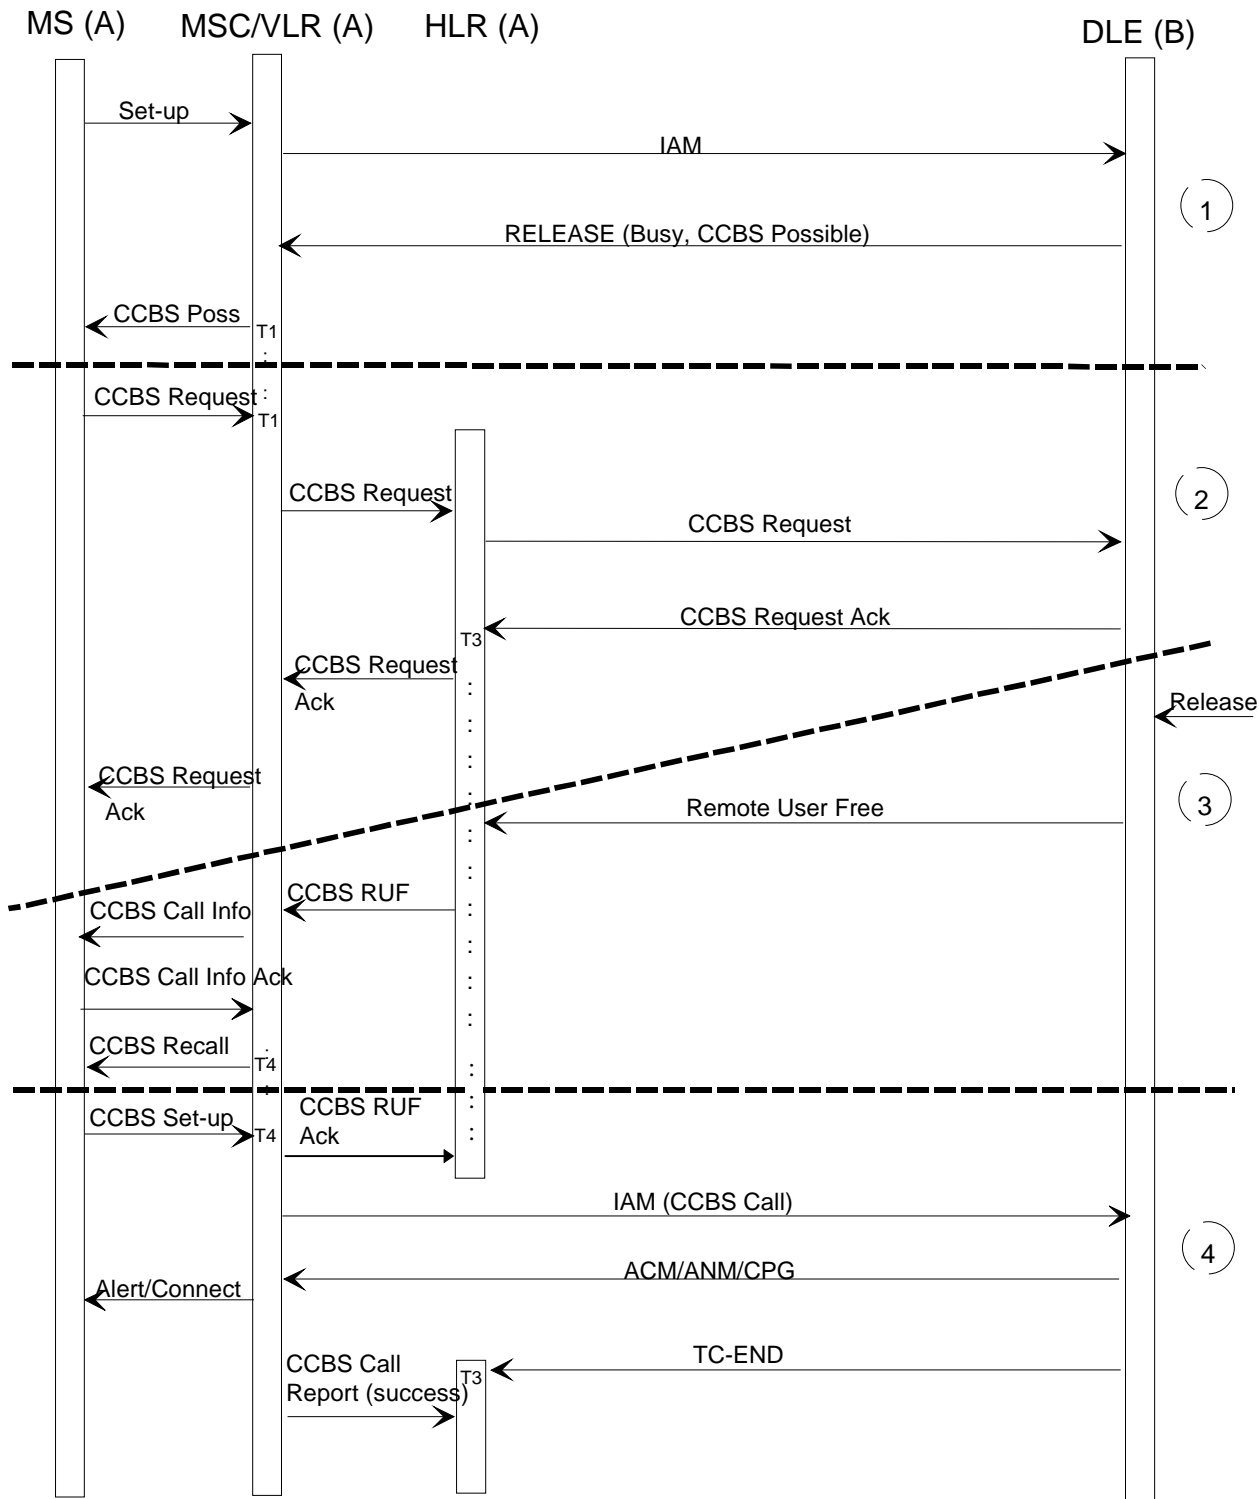 MS (A) MSC/VLR (A) HLR (A) DLE (B)
Set-up
IAM
1
RELEASE (Busy, CCBS Possible)
CCBS Poss
T1
CCBS Request
T1
CCBS Request
2
CCBS Request
CCBS Request Ack
T3
CCBS Request
Ack
Release
CCBS Request
Ack
3
Remote User Free
CCBS RUF
CCBS Call Info
CCBS Call Info Ack
CCBS Recall
T4
CCBS RUF
Ack
CCBS Set-up
T4
IAM (CCBS Call)
4
ACM/ANM/CPG
Alert/Connect
TC-END
CCBS Call
Report (success)
T3